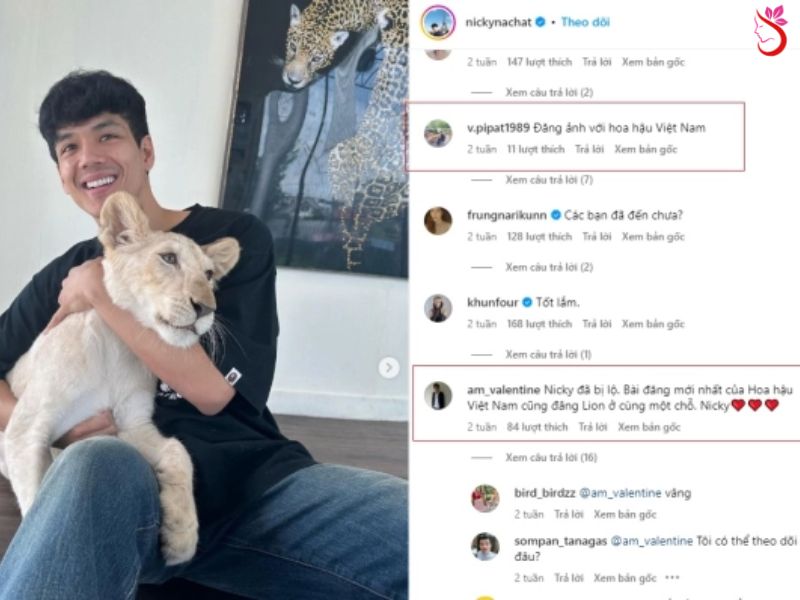 nickynachat • Theo dõi
2 tuần 147 lượt thích Trả lời Xem bản gốc
Xem câu trả lời (2)
v.pipat1989 Đăng ảnh với hoa hậu Việt Nam
2 tuần 11 lượt thích Trả lời Xem bản gốc
Xem câu trả lời (7)
frungnarikunn Các bạn đã đến chưa?
2 tuần 128 lượt thích Trả lời Xem bản gốc
Xem câu trả lời (2)
khunfour Tốt lắm.
2 tuần 168 lượt thích Trả lời Xem bản gốc
Xem câu trả lời (1)
am_valentine Nicky đã bị lộ. Bài đăng mới nhất của Hoa hậu
Việt Nam cũng đăng Lion ở cùng một chỗ. Nicky❤❤❤
2 tuần 84 lượt thích Trả lời Xem bản gốc
Xem câu trả lời (16)
bird_birdzz @am_valentine vâng
2 tuần Trả lời Xem bản gốc
sompan_tanagas @am_valentine Tôi có thể theo dõi
đâu?
2 tuần Trả lời Xem bản gốc •••